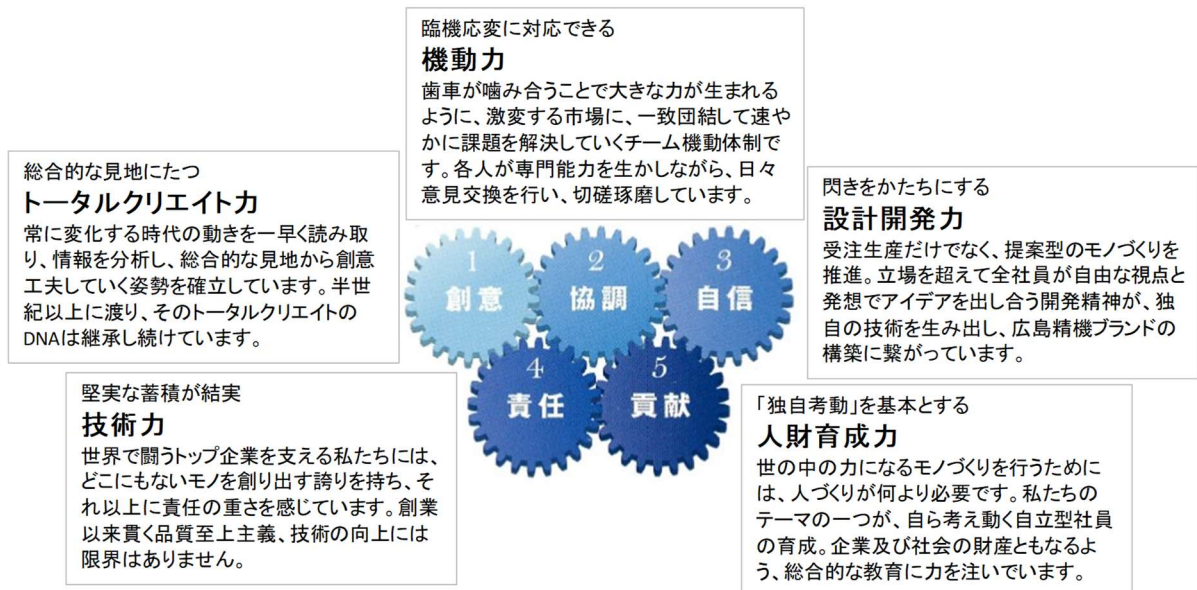 臨機応変に対応できる
機動力
歯車が噛み合うことで大きな力が生まれる
ように、激変する市場に、一致団結して速や
かに課題を解決していくチーム機動体制で
す。各人が専門能力を生かしながら、日々
意見交換を行い、切磋琢磨しています。
総合的な見地にたつ
トータルクリエイト力
常に変化する時代の動きを一早く読み取
り、情報を分析し、総合的な見地から創意
工夫していく姿勢を確立しています。半世
紀以上に渡り、そのトータルクリエイトの
DNAは継承し続けています。
1
創意
2
協調
3
自信
4
責任
5
貢献
閃きをかたちにする
設計開発力
受注生産だけでなく、提案型のモノづくりを
推進。立場を超えて全社員が自由な視点と
発想でアイデアを出し合う開発精神が、独
自の技術を生み出し、広島精機ブランドの
構築に繋がっています。
堅実な蓄積が結実
技術力
世界で闘うトップ企業を支える私たちには、
どこにもないモノを創り出す誇りを持ち、そ
れ以上に責任の重さを感じています。創業
以来貫く品質至上主義、技術の向上には
限界はありません。
「独自考動」を基本とする
人財育成力
世の中の力になるモノづくりを行うために
は、人づくりが何より必要です。私たちの
テーマの一つが、自ら考え動く自立型社員
の育成。企業及び社会の財産ともなるよ
う、総合的な教育に力を注いでいます。